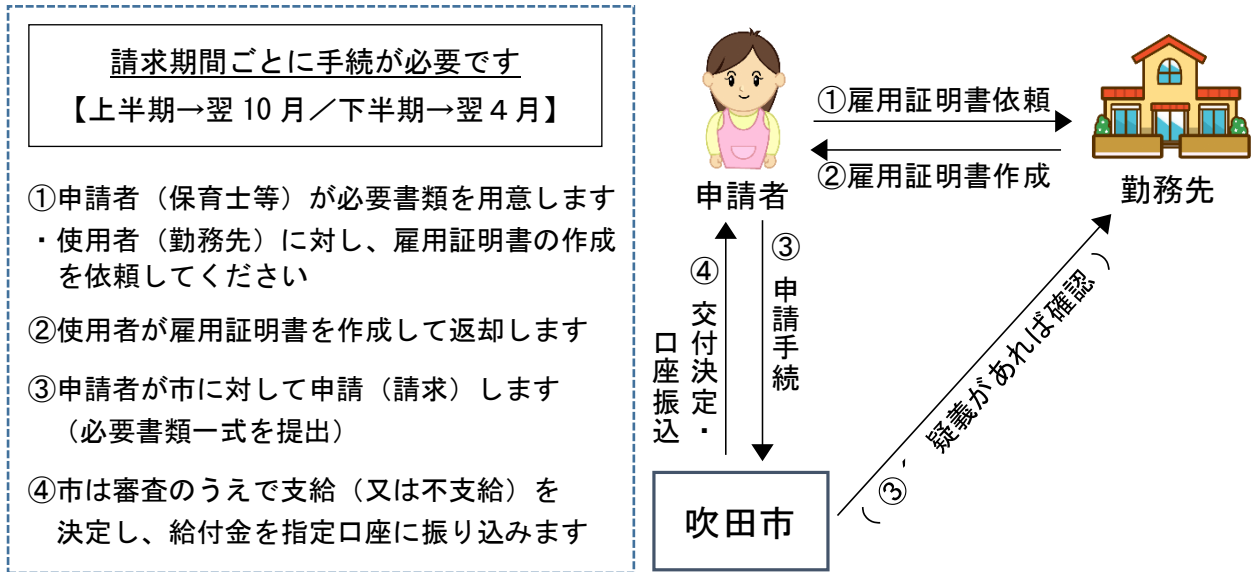 請求期間ごとに手続が必要です
【上半期→翌10月／下半期→翌４月】
①申請者（保育士等）が必要書類を用意します
・使用者（勤務先）に対し、雇用証明書の作成
を依頼してください
②使用者が雇用証明書を作成して返却します
③申請者が市に対して申請（請求）します
（必要書類一式を提出）
④市は審査のうえで支給（又は不支給）を
決定し、給付金を指定口座に振り込みます
①雇用証明書依頼
②雇用証明書作成
申請者
勤務先
③申請手続
④交付決定・
口座振込
（③´疑義があれば確認）
吹田市